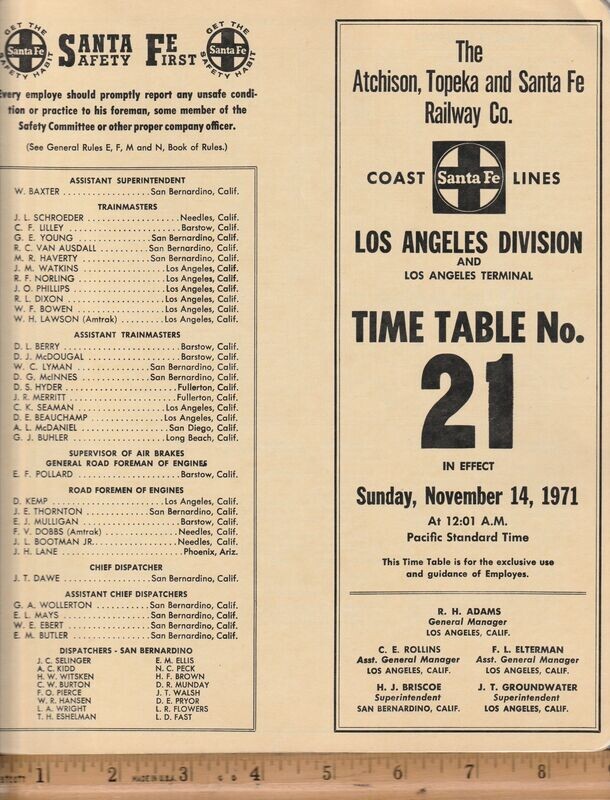 GET THE
Santa Fe
SAFETY HABIT
SANTA FE
SAFETY FIRST
GET THE
Santa Fe
SAFETY HABIT
Every employe should promptly report any unsafe condi-
tion or practice to his foreman, some member of the
Safety Committee or other proper company officer.
(See General Rules E, F, M and N, Book of Rules.)
ASSISTANT SUPERINTENDENT
W. BAXTER ..................San Bernardino, Calif.
TRAINMASTERS
J. L. SCHROEDER ....................Needles, Calif.
C. F. LILLEY ........................Barstow, Calif.
G. E. YOUNG .................San Bernardino, Calif.
R. C. VAN AUSDALL ..........San Bernardino, Calif.
M. R. HAVERTY ..............San Bernardino, Calif.
J. M. WATKINS ..................Los Angeles, Calif.
R. F. NORLING ..................Los Angeles, Calif.
J. O. PHILLIPS ...................Los Angeles, Calif.
R. L. DIXON .....................Los Angeles, Calif.
W. F. BOWEN ...................Los Angeles, Calif.
W. H. LAWSON (Amtrak) .........Los Angeles, Calif.
ASSISTANT TRAINMASTERS
D. L. BERRY .......................Barstow, Calif.
D. J. McDOUGAL ....................Barstow, Calif.
W. C. LYMAN ................San Bernardino, Calif.
D. G. McINNES ...............San Bernardino, Calif.
D. S. HYDER ......................Fullerton, Calif.
J. R. MERRITT .....................Fullerton, Calif.
C. K. SEAMAN ..................Los Angeles, Calif.
D. E. BEAUCHAMP ..............Los Angeles, Calif.
A. L. McDANIEL ..................San Diego, Calif.
G. J. BUHLER ...................Long Beach, Calif.
SUPERVISOR OF AIR BRAKES
GENERAL ROAD FOREMAN OF ENGINES
E. F. POLLARD ......................Barstow, Calif.
ROAD FOREMEN OF ENGINES
D. KEMP .......................Los Angeles, Calif.
J. E. THORNTON .............San Bernardino, Calif.
E. J. MULLIGAN ....................Barstow, Calif.
F. V. DOBBS (Amtrak) ...............Needles, Calif.
J. L. BOOTMAN JR. .................Needles, Calif.
J. H. LANE .........................Phoenix, Ariz.
CHIEF DISPATCHER
J. T. DAWE ..................San Bernardino, Calif.
ASSISTANT CHIEF DISPATCHERS
G. A. WOLLERTON ............San Bernardino, Calif.
E. L. MAYS ..................San Bernardino, Calif.
W. E. EBERT .................San Bernardino, Calif.
E. M. BUTLER ................San Bernardino, Calif.
DISPATCHERS - SAN BERNARDINO
J. C. SELINGER
A. C. KIDD
H. W. WITSKEN
C. W. BURTON
F. O. PIERCE
W. R. HANSEN
L. A. WRIGHT
T. H. ESHELMAN
E. M. ELLIS
N. C. PECK
H. F. BROWN
D. R. MUNDAY
J. T. WALSH
D. E. PRYOR
L. R. FLOWERS
L. D. FAST
The
Atchison, Topeka and Santa Fe
Railway Co.
COAST Santa Fe LINES
LOS ANGELES DIVISION
AND
LOS ANGELES TERMINAL
TIME TABLE No.
21
IN EFFECT
Sunday, November 14, 1971
At 12:01 A.M.
Pacific Standard Time
This Time Table is for the exclusive use
and guidance of Employes.
R. H. ADAMS
General Manager
LOS ANGELES, CALIF.
C. E. ROLLINS
Asst. General Manager
LOS ANGELES, CALIF.
F. L. ELTERMAN
Asst. General Manager
LOS ANGELES, CALIF.
H. J. BRISCOE
Superintendent
SAN BERNARDINO, CALIF.
J. T. GROUNDWATER
Superintendent
LOS ANGELES, CALIF.
1 2 3 4 5 6 7 8
MADE IN U.S.A.